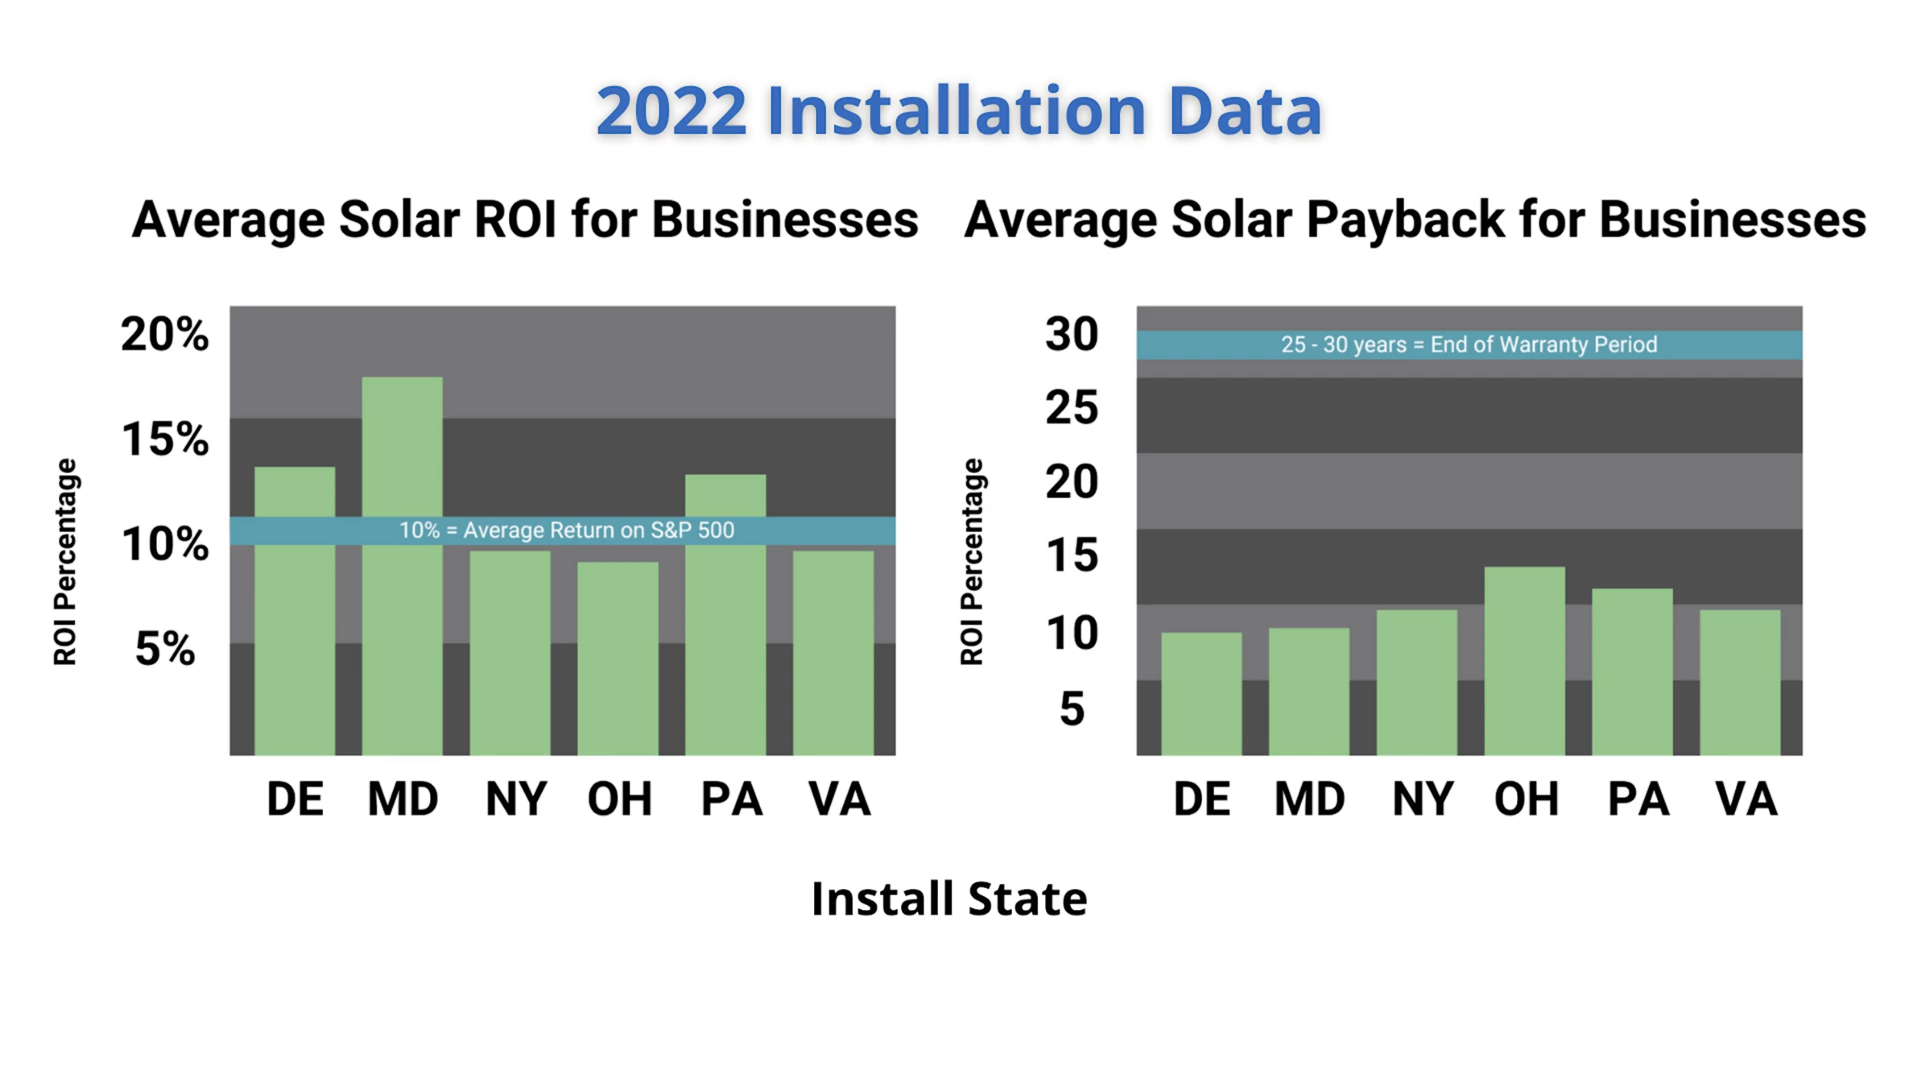 2022 Installation Data
Average Solar ROI for Businesses
ROI Percentage
20%
15%
10%
5%
10% = Average Return on S&P 500
DE MD NY OH PA VA
Average Solar Payback for Businesses
ROI Percentage
30
25
20
15
10
5
25 - 30 years = End of Warranty Period
DE MD NY OH PA VA
Install State